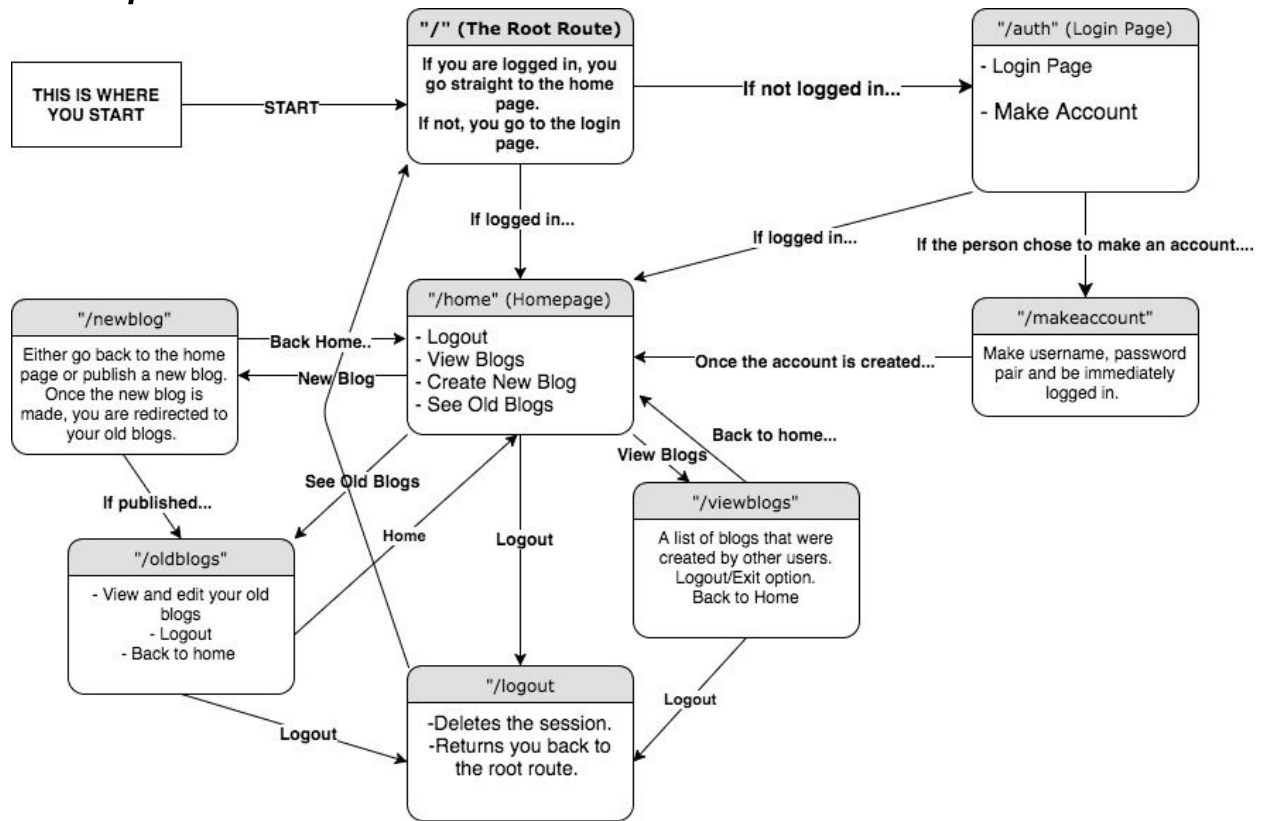 "/" (The Root Route)
If you are logged in, you
go straight to the home
page.
If not, you go to the login
page.
"/auth" (Login Page)
- Login Page
- Make Account
THIS IS WHERE
YOU START
START
If not logged in...
If logged in...
If logged in...
If the person chose to make an account....
"/newblog"
Either go back to the home
page or publish a new blog.
Once the new blog is
made, you are redirected to
your old blogs.
Back Home..
New Blog
"/home" (Homepage)
- Logout
- View Blogs
- Create New Blog
- See Old Blogs
Once the account is created...
"/makeaccount"
Make username, password
pair and be immediately
logged in.
If published...
See Old Blogs
Home
Logout
View Blogs
Back to home...
"/oldblogs"
- View and edit your old
blogs
- Logout
- Back to home
"/viewblogs"
A list of blogs that were
created by other users.
Logout/Exit option.
Back to Home
Logout
Logout
"/logout
-Deletes the session.
-Returns you back to
the root route.